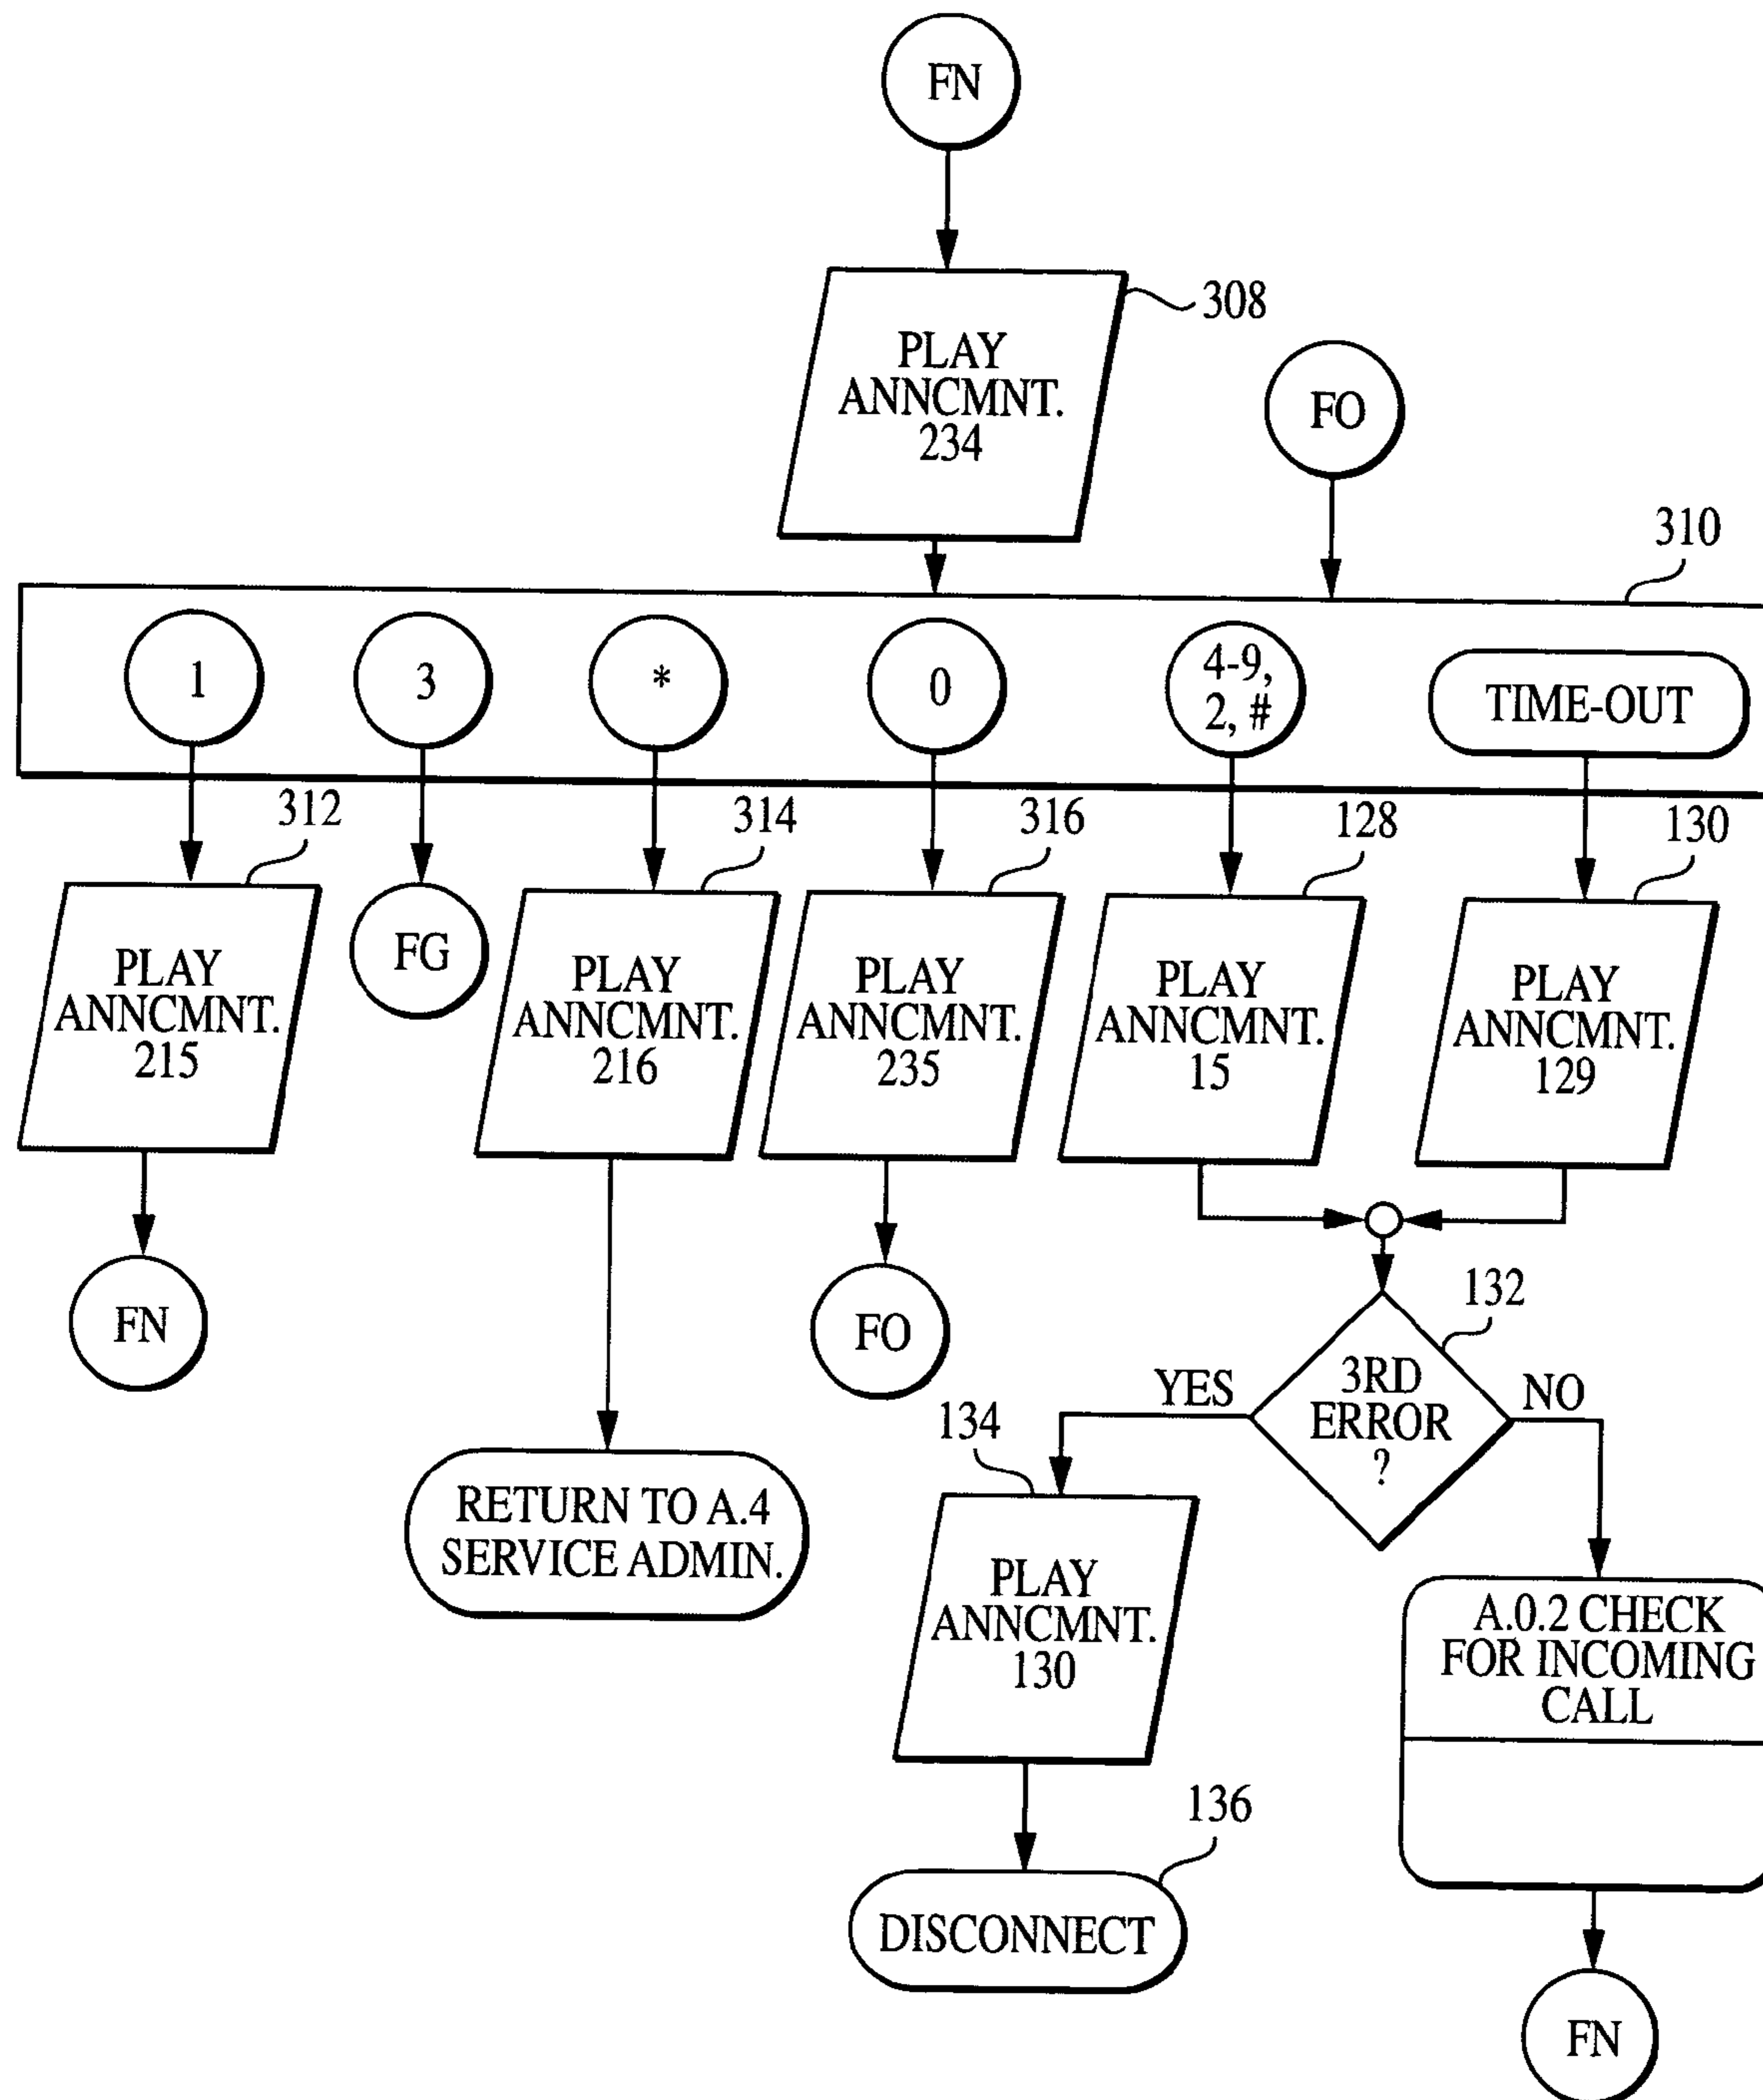 FN
308
PLAY
ANNCMNT.
234
FO
310
1
3
*
0
4-9,
2, #
TIME-OUT
312
314
316
128
130
PLAY
ANNCMNT.
215
FG
PLAY
ANNCMNT.
216
PLAY
ANNCMNT.
235
PLAY
ANNCMNT.
15
PLAY
ANNCMNT.
129
FN
FO
132
3RD
ERROR
?
YES
NO
134
RETURN TO A.4
SERVICE ADMIN.
PLAY
ANNCMNT.
130
A.0.2 CHECK
FOR INCOMING
CALL
136
DISCONNECT
FN